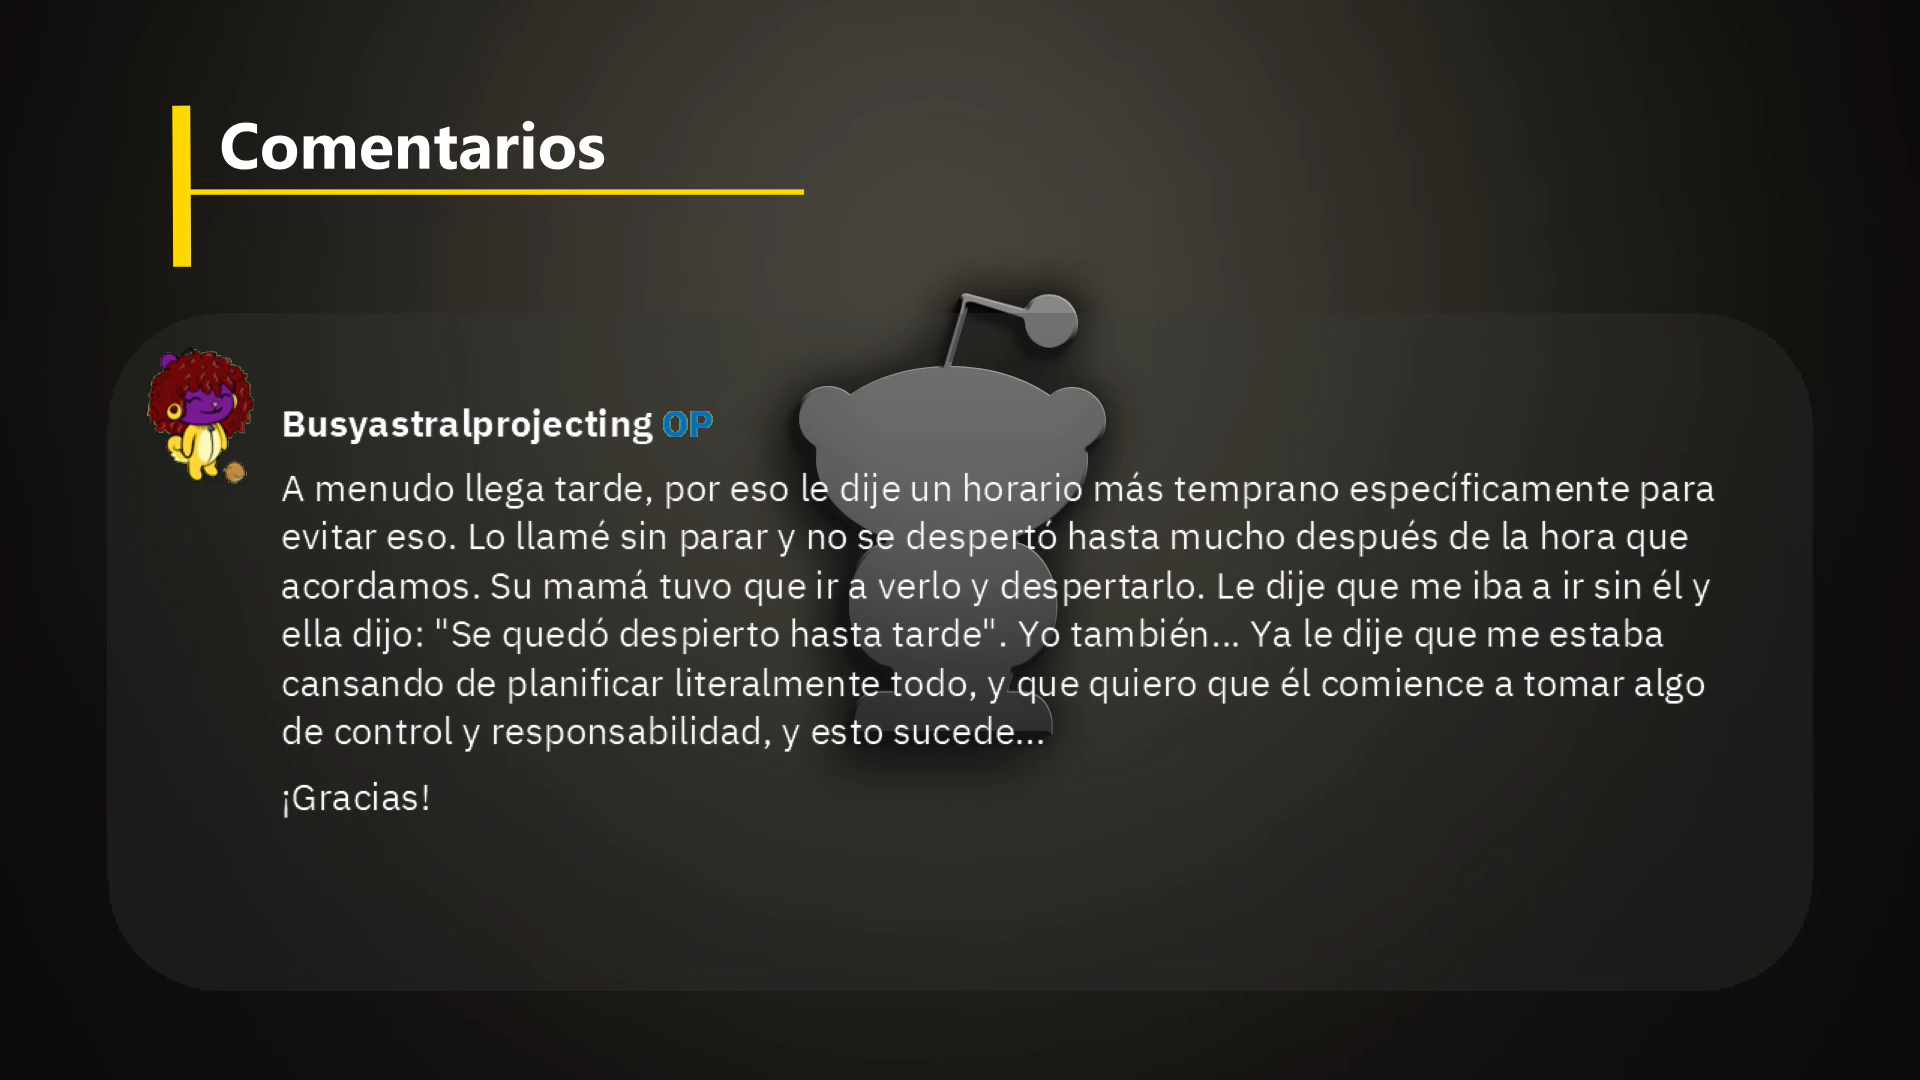 Comentarios
Busyastralprojecting OP
A menudo llega tarde, por eso le dije un horario más temprano específicamente para
evitar eso. Lo llamé sin parar y no se despertó hasta mucho después de la hora que
acordamos. Su mamá tuvo que ir a verlo y despertarlo. Le dije que me iba a ir sin él y
ella dijo: "Se quedó despierto hasta tarde". Yo también... Ya le dije que me estaba
cansando de planificar literalmente todo, y que quiero que él comience a tomar algo
de control y responsabilidad, y esto sucede...
¡Gracias!